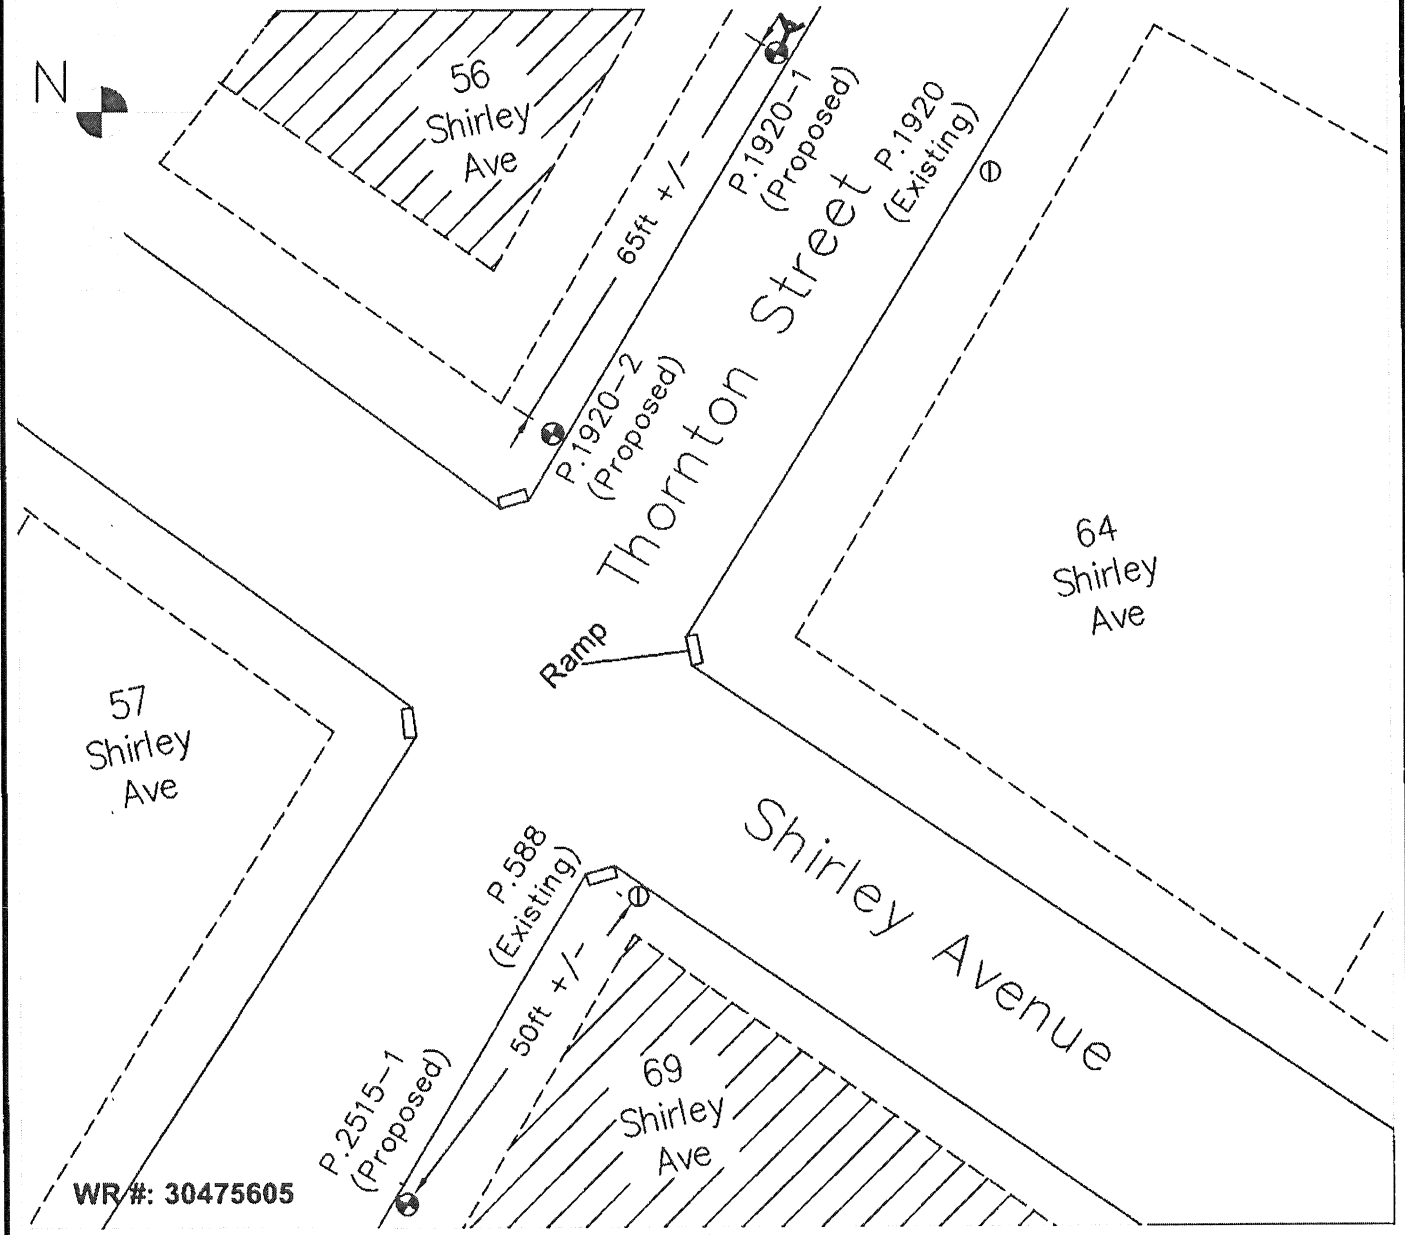 N
56
Shirley
Ave
65ft +/-
P.1920-1
(Proposed)
P.1920
(Existing)
Thornton Street
P.1920-2
(Proposed)
64
Shirley
Ave
Ramp
57
Shirley
Ave
Shirley Avenue
P.588
(Existing)
50ft +/-
69
Shirley
Ave
P.2515-1
(Proposed)
WR #: 30475605